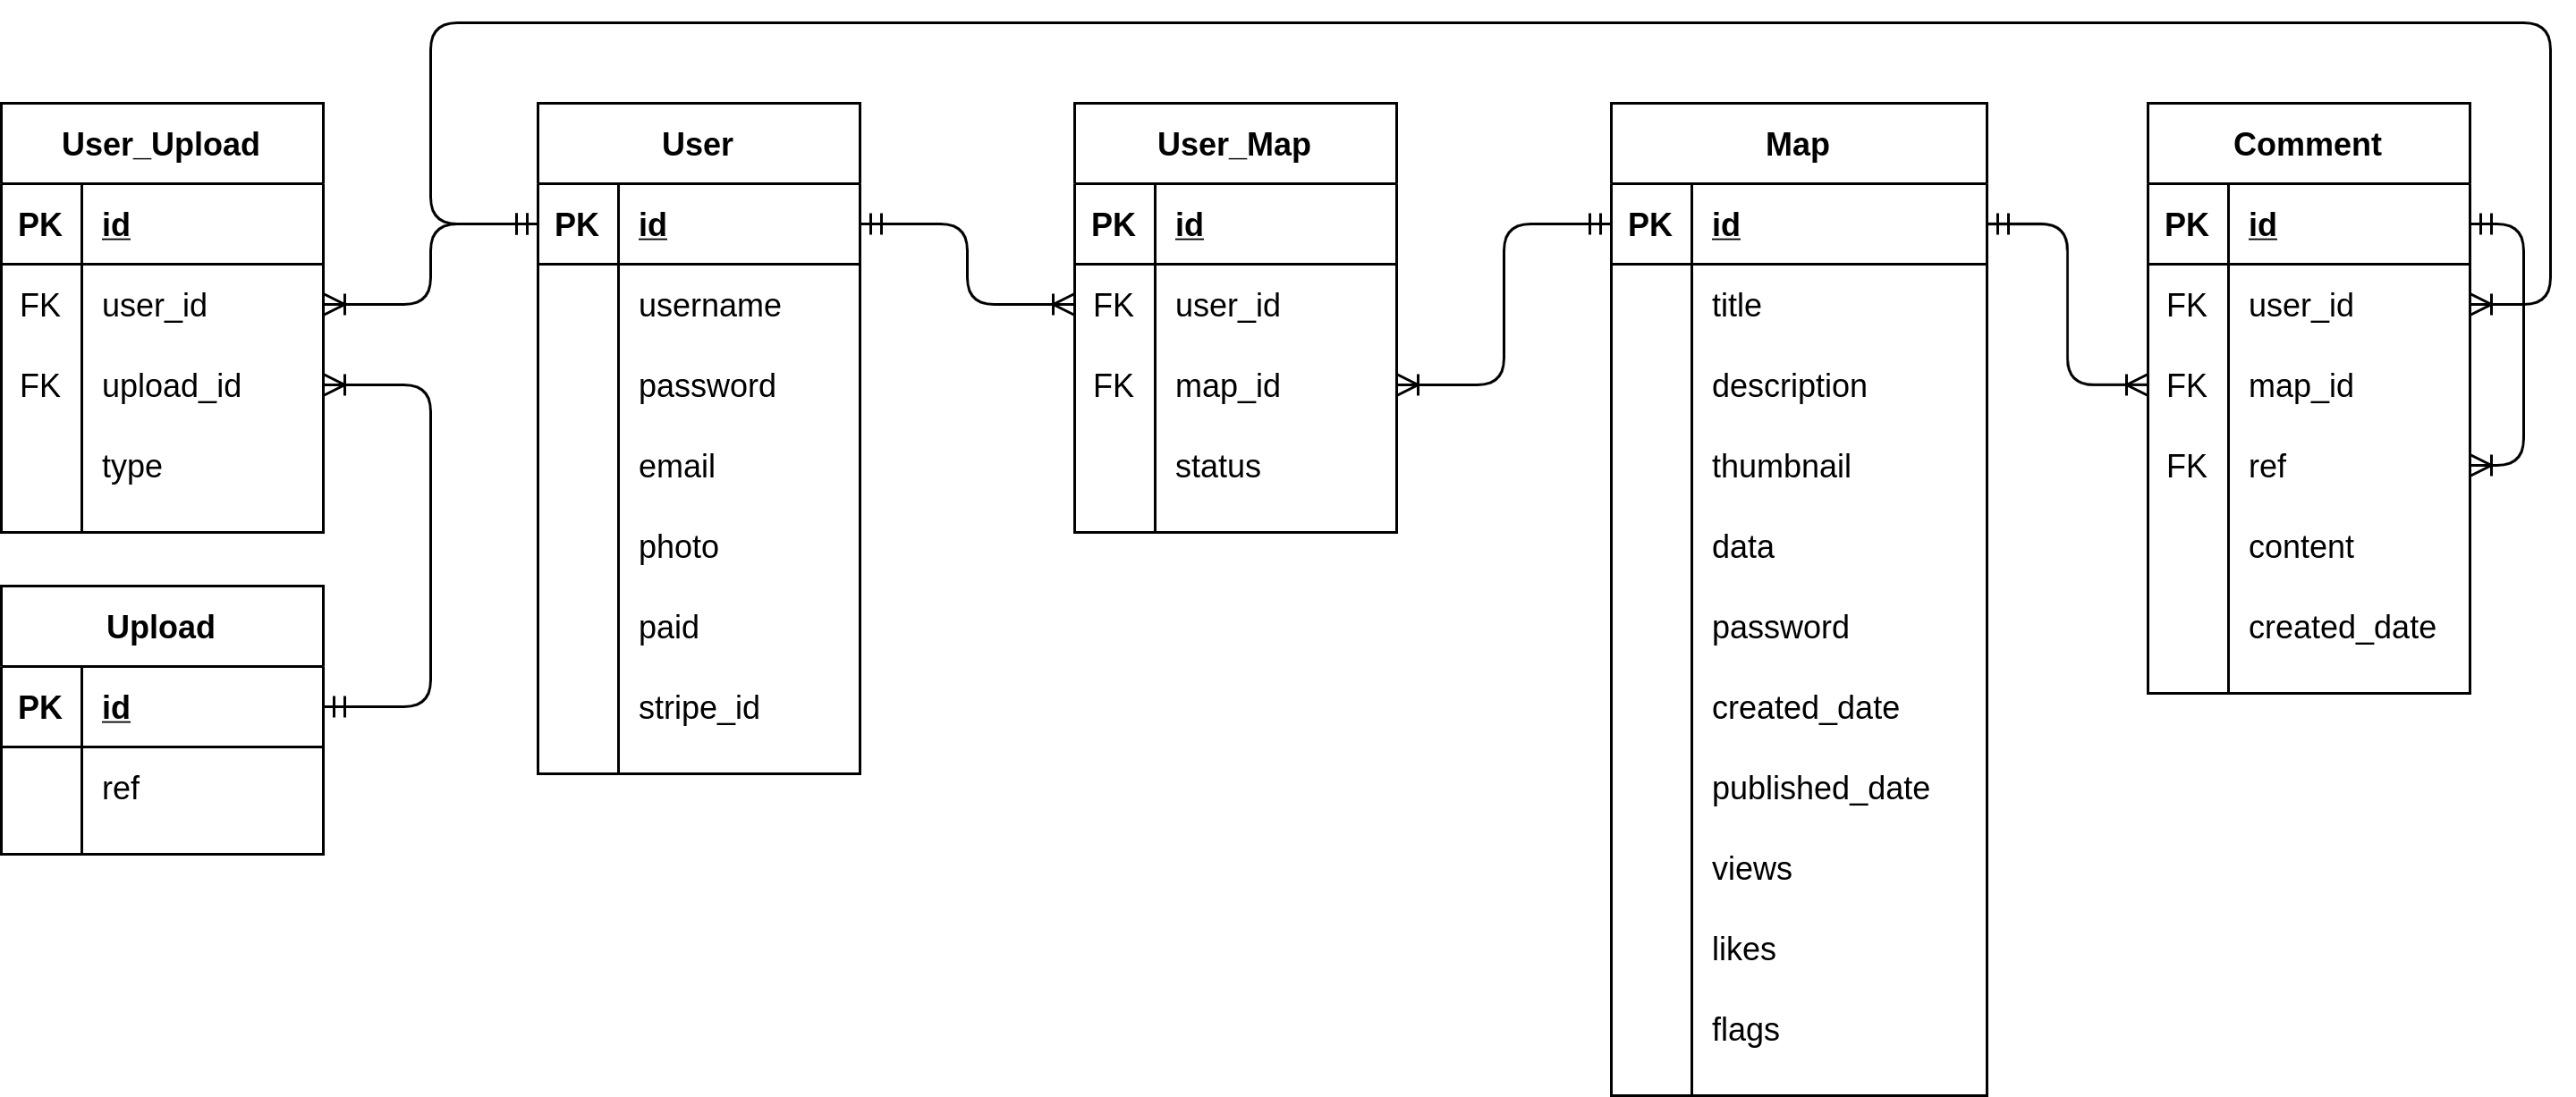 User_Upload
PK id
FK user_id
FK upload_id
type
Upload
PK id
ref
User
PK id
username
password
email
photo
paid
stripe_id
User_Map
PK id
FK user_id
FK map_id
status
Map
PK id
title
description
thumbnail
data
password
created_date
published_date
views
likes
flags
Comment
PK id
FK user_id
FK map_id
FK ref
content
created_date